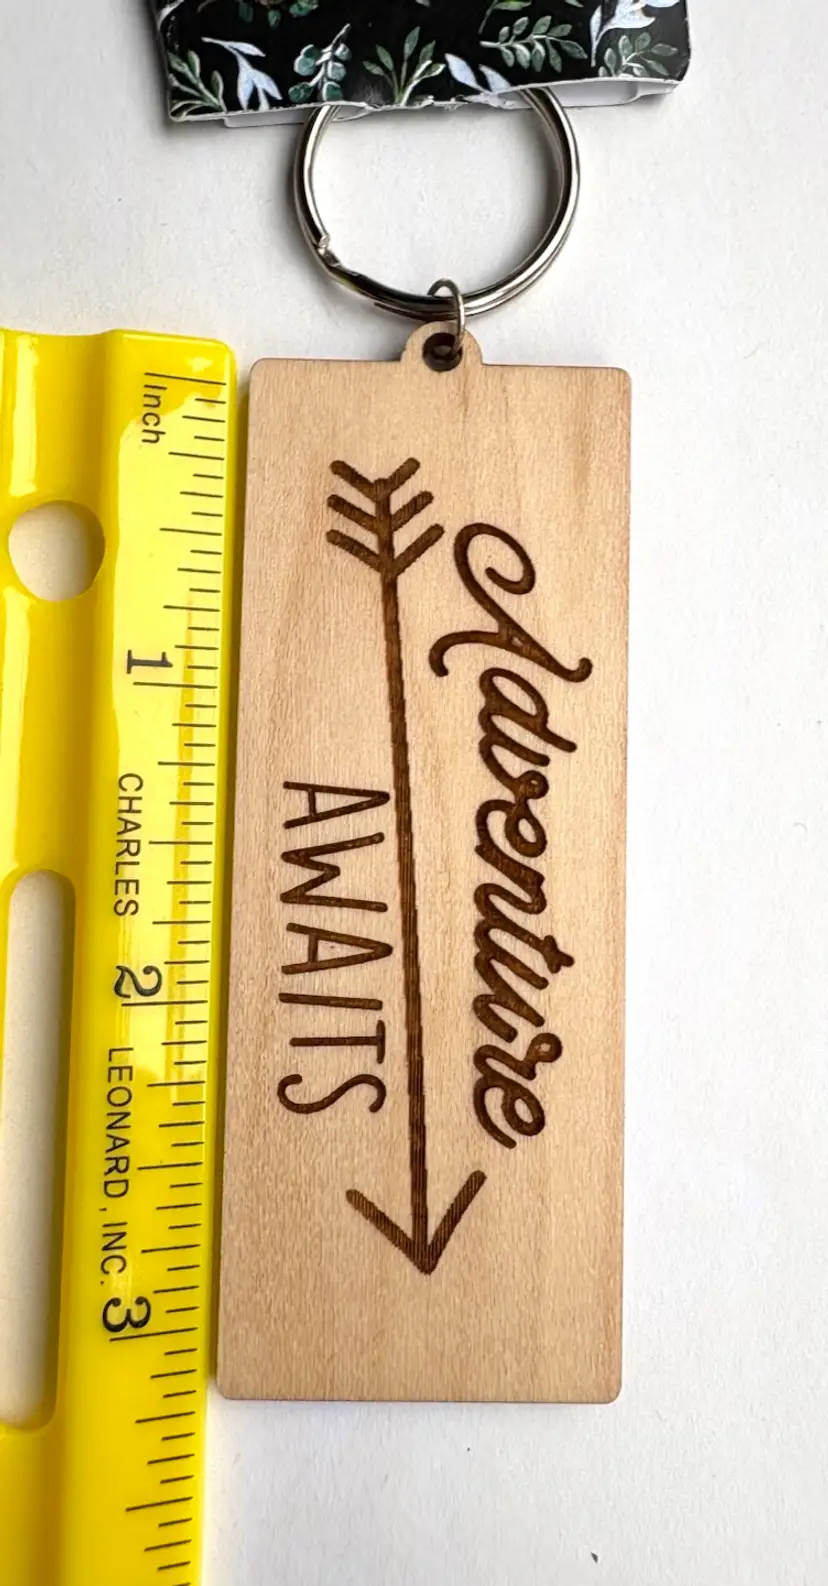 Adventure
AWAITS
Inch
1
CHARLES
2
LEONARD, INC.
3